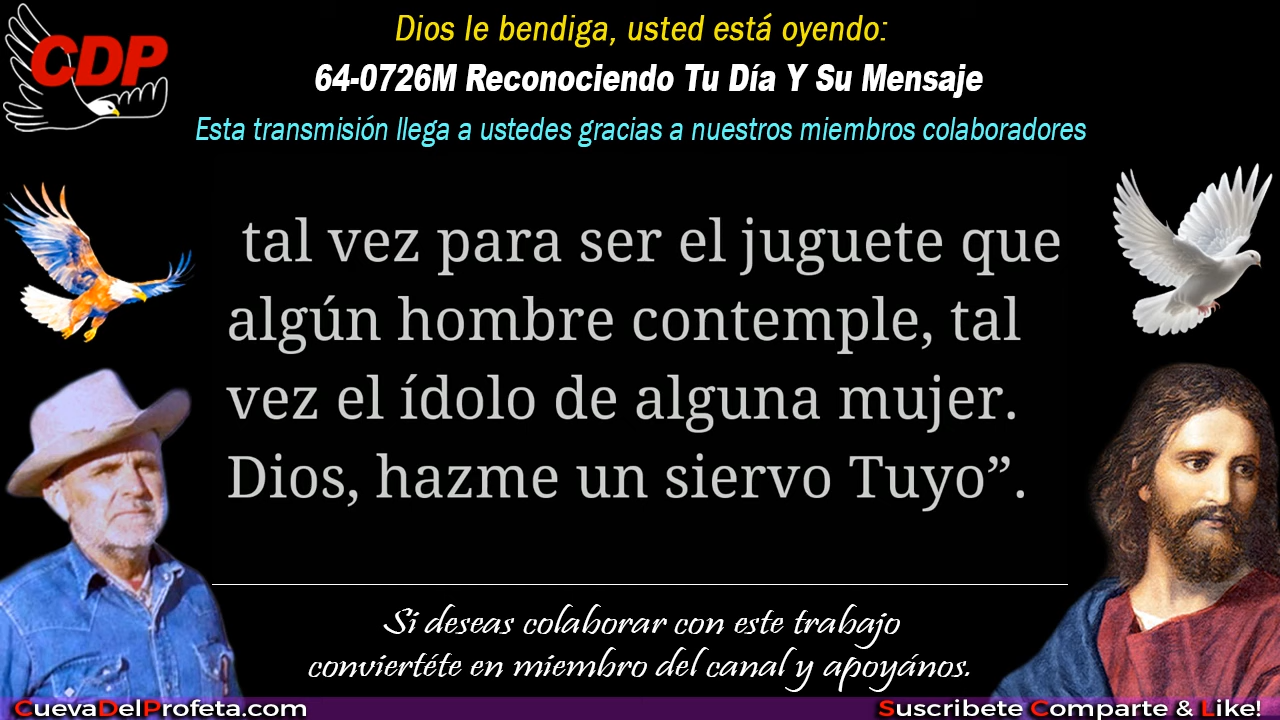 CDP
Dios le bendiga, usted está oyendo:
64-0726M Reconociendo Tu Día Y Su Mensaje
Esta transmisión llega a ustedes gracias a nuestros miembros colaboradores
tal vez para ser el juguete que
algún hombre contemple, tal
vez el ídolo de alguna mujer.
Dios, hazme un siervo Tuyo”.
Si deseas colaborar con este trabajo
conviertéte en miembro del canal y apoyános.
CuevaDelProfeta.com
Suscribete Comparte & Like!